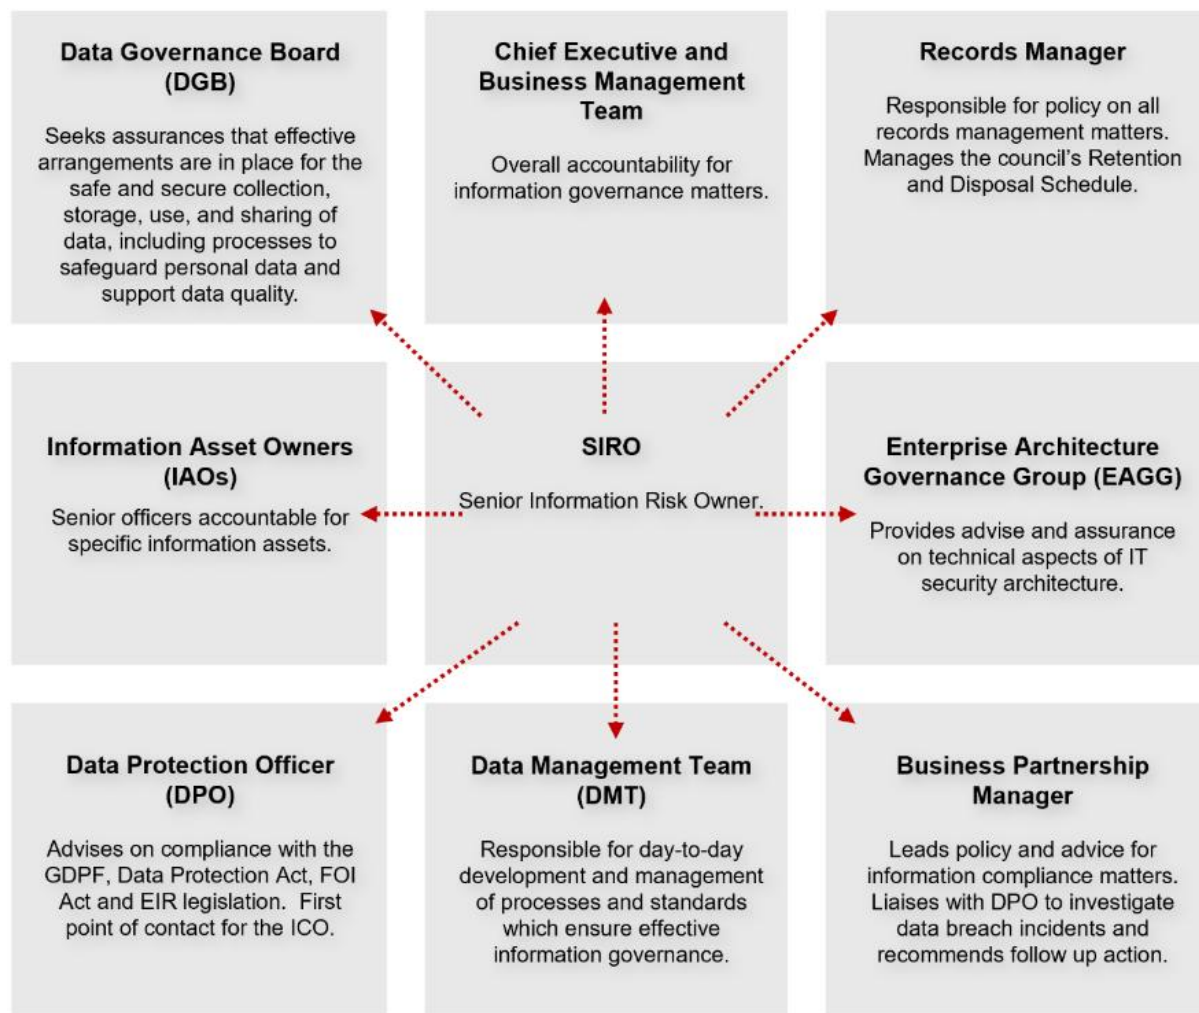 Data Governance Board
(DGB)
Seeks assurances that effective
arrangements are in place for the
safe and secure collection,
storage, use, and sharing of
data, including processes to
safeguard personal data and
support data quality.
Chief Executive and
Business Management
Team
Overall accountability for
information governance matters.
Records Manager
Responsible for policy on all
records management matters.
Manages the council's Retention
and Disposal Schedule.
Information Asset Owners
(IAOs)
Senior officers accountable for
specific information assets.
SIRO
Senior Information Risk Owner.
Enterprise Architecture
Governance Group (EAGG)
Provides advise and assurance
on technical aspects of IT
security architecture.
Data Protection Officer
(DPO)
Advises on compliance with the
GDPF, Data Protection Act, FOI
Act and EIR legislation.  First
point of contact for the ICO.
Data Management Team
(DMT)
Responsible for day-to-day
development and management
of processes and standards
which ensure effective
information governance.
Business Partnership
Manager
Leads policy and advice for
information compliance matters.
Liaises with DPO to investigate
data breach incidents and
recommends follow up action.